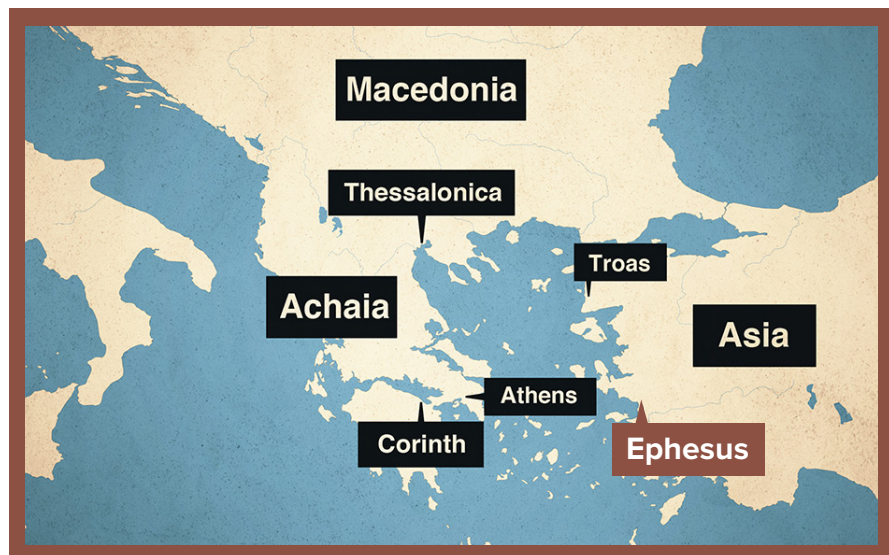 Macedonia
Thessalonica
Troas
Achaia
Asia
Athens
Corinth
Ephesus